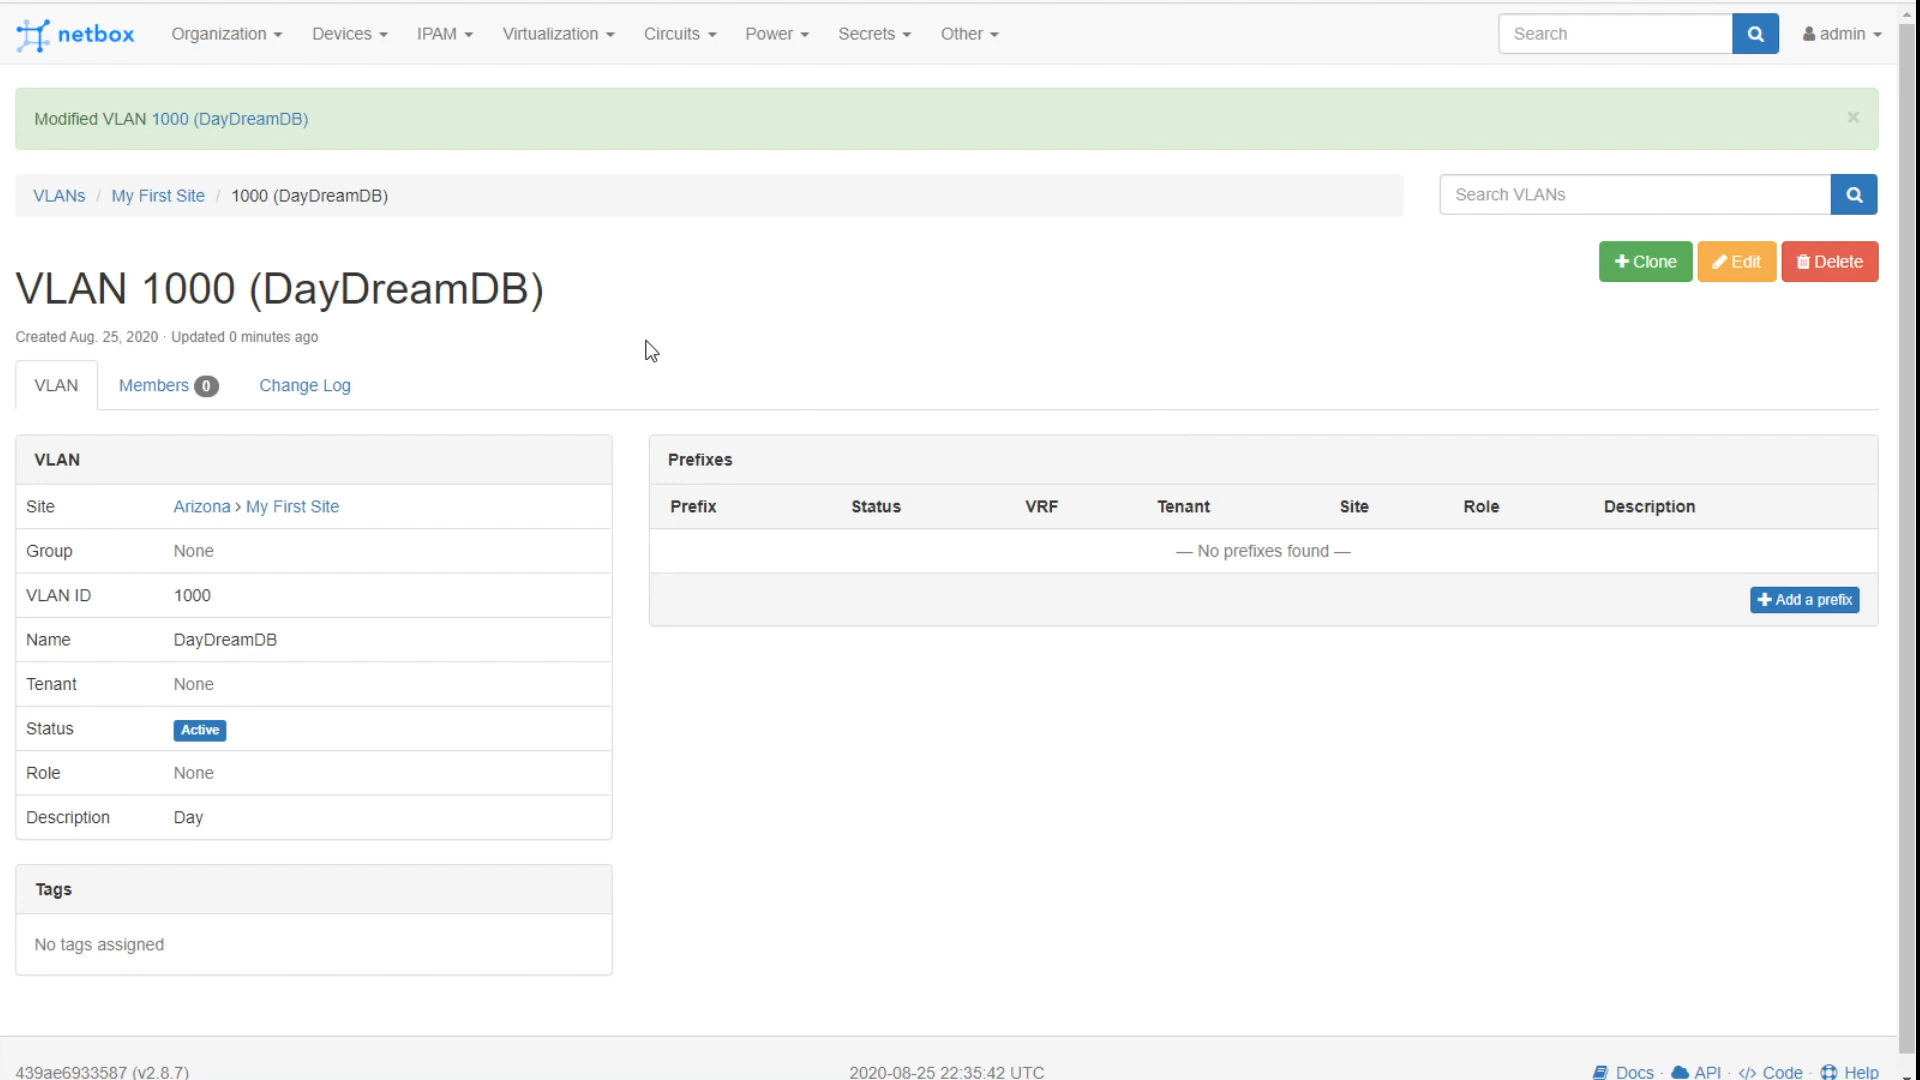 netbox Organization Devices IPAM Virtualization Circuits Power Secrets Other Search admin
Modified VLAN 1000 (DayDreamDB) ×
VLANs / My First Site / 1000 (DayDreamDB) Search VLANs
Clone Edit Delete
VLAN 1000 (DayDreamDB)
Created Aug. 25, 2020 · Updated 0 minutes ago
VLAN Members 0 Change Log
VLAN
Site Arizona > My First Site
Group None
VLAN ID 1000
Name DayDreamDB
Tenant None
Status Active
Role None
Description Day
Tags
No tags assigned
Prefixes
Prefix Status VRF Tenant Site Role Description
— No prefixes found —
Add a prefix
439ae6933587 (v2.8.7) 2020-08-25 22:35:42 UTC Docs · API · </> Code · Help